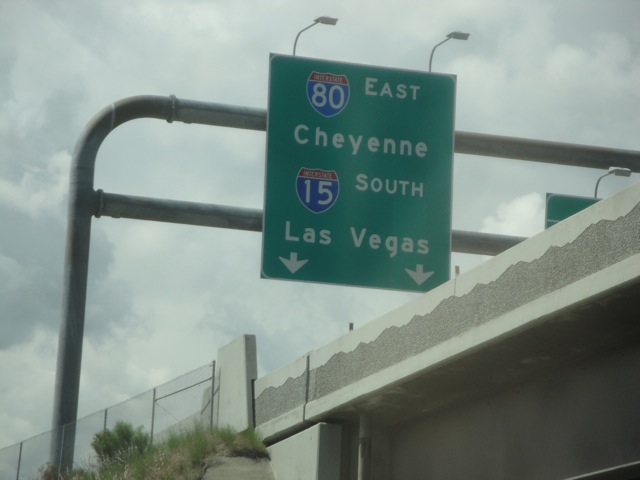 INTERSTATE
80 EAST
Cheyenne
INTERSTATE
15 SOUTH
Las Vegas